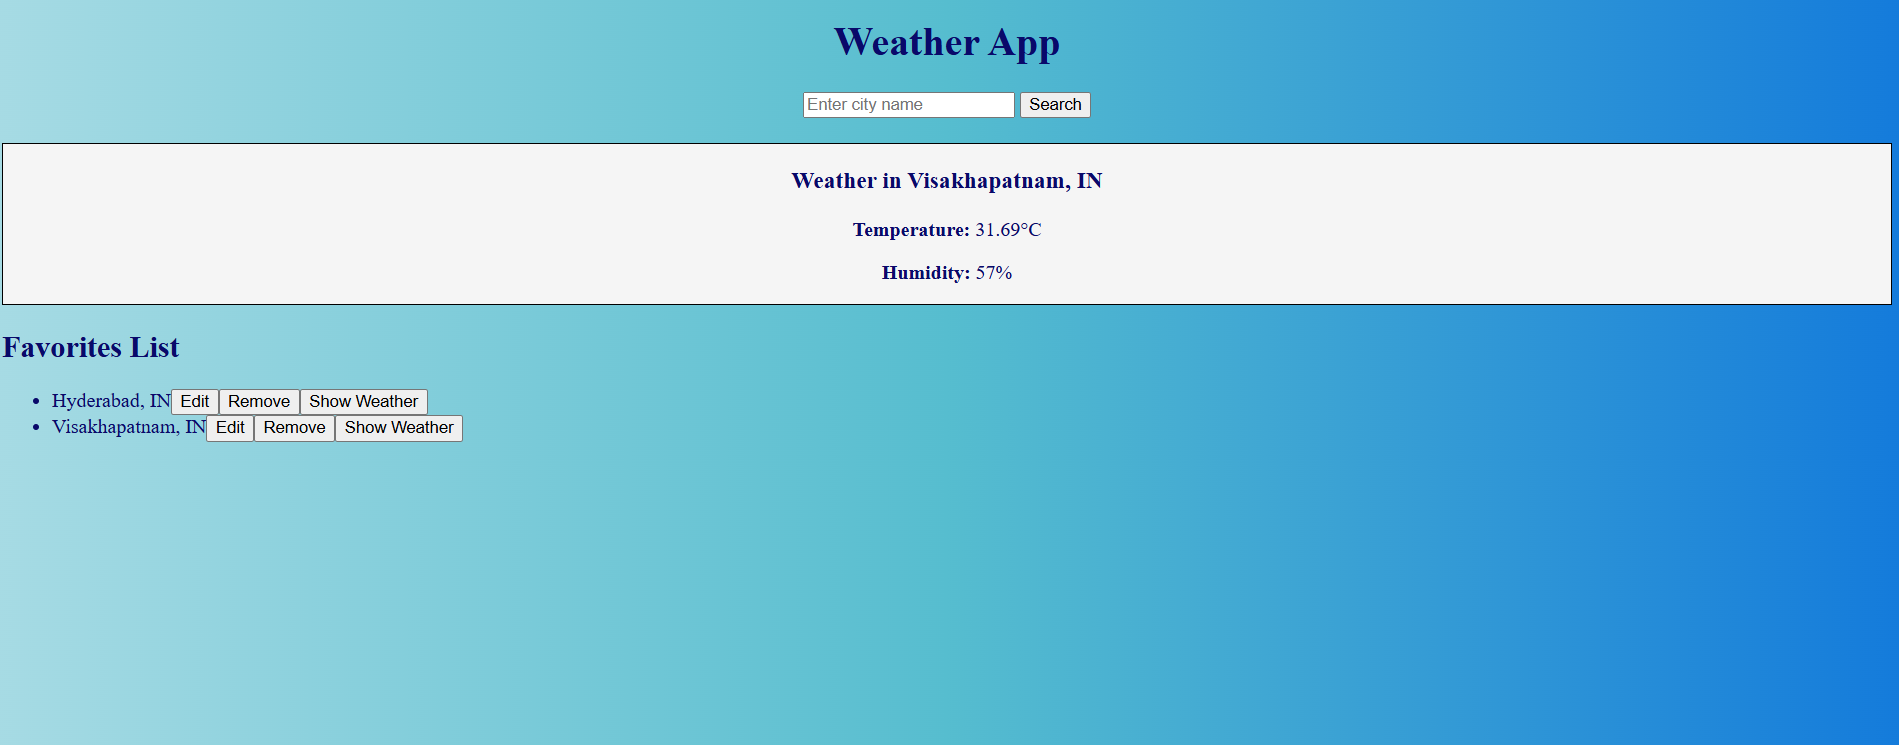 Weather App
Enter city name Search
Weather in Visakhapatnam, IN
Temperature: 31.69°C
Humidity: 57%
Favorites List
Hyderabad, IN Edit Remove Show Weather
Visakhapatnam, IN Edit Remove Show Weather